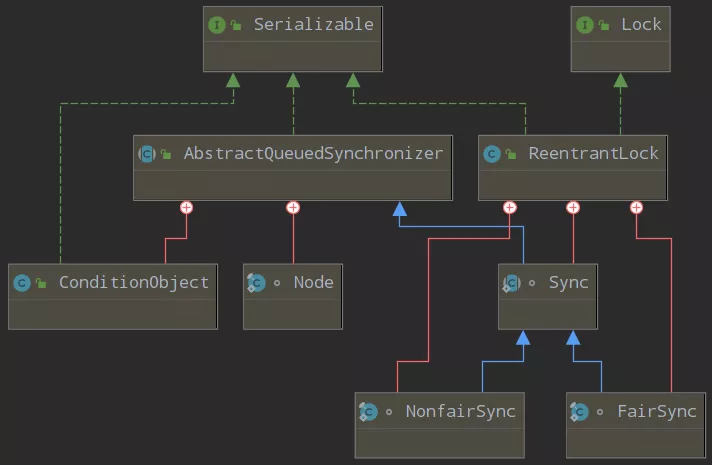 Serializable
Lock
AbstractQueuedSynchronizer
ReentrantLock
ConditionObject
Node
Sync
NonfairSync
FairSync